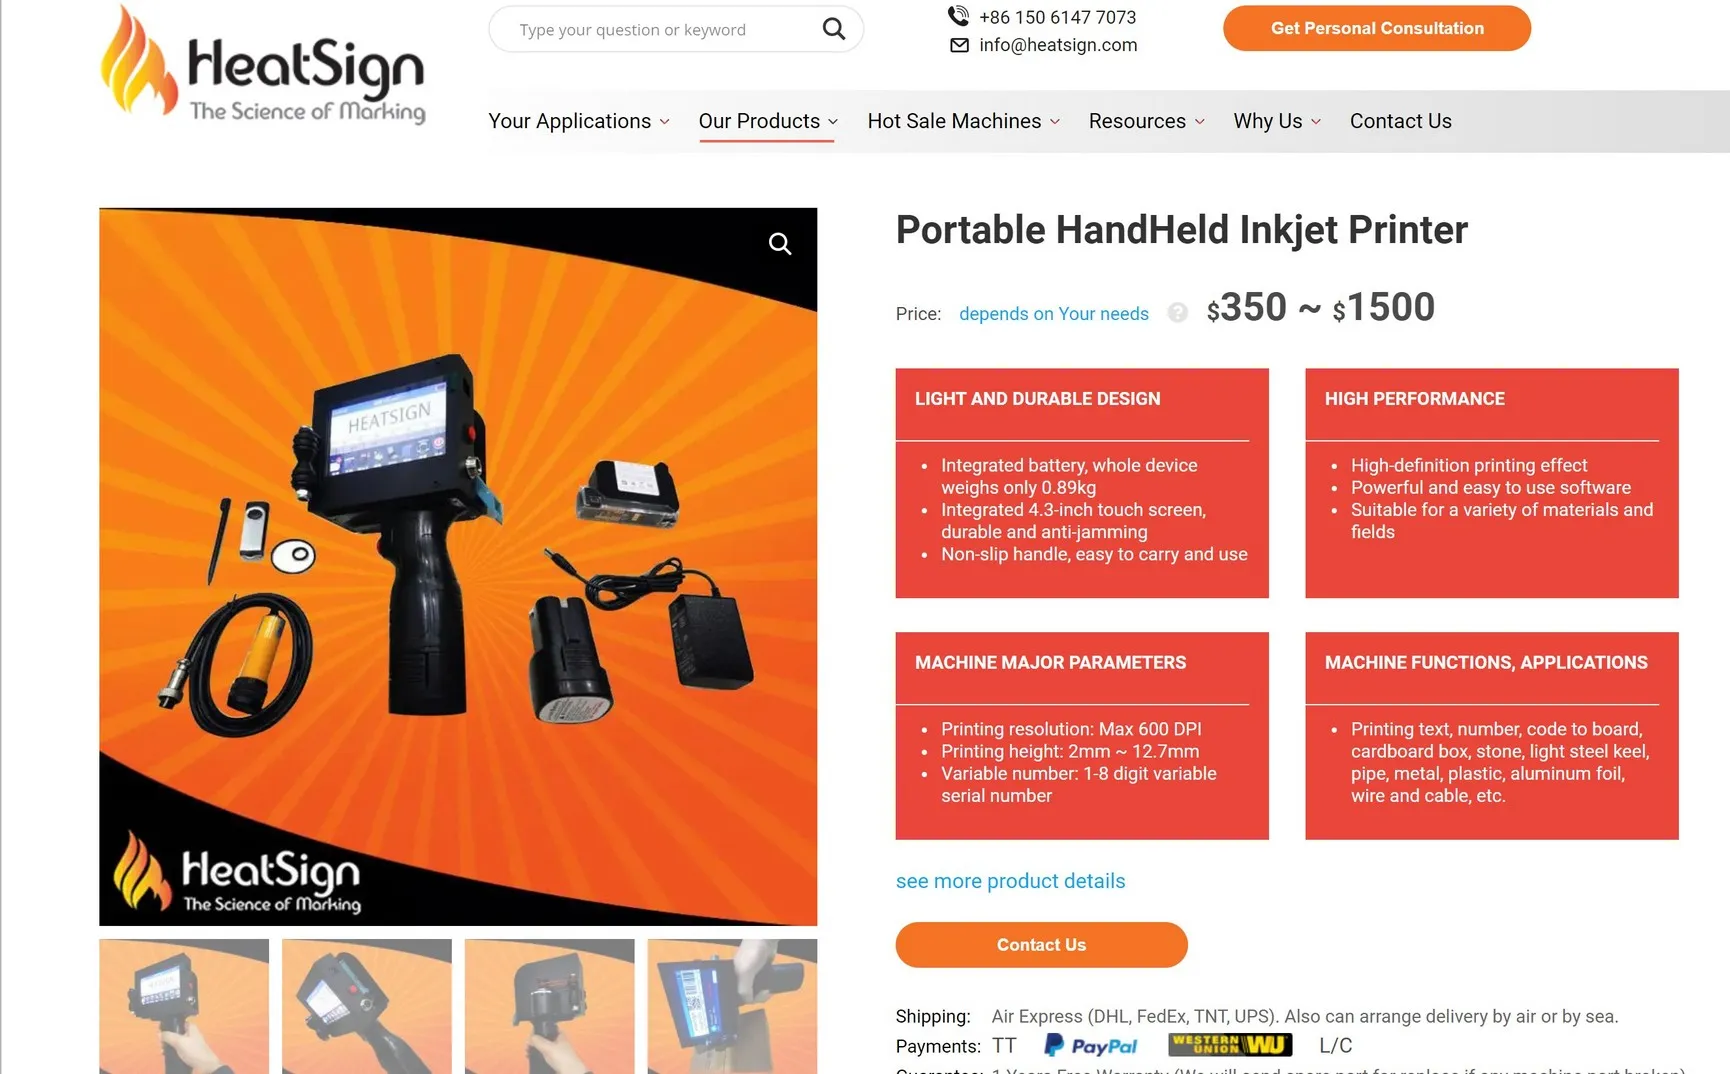 HeatSign
The Science of Marking
Type your question or keyword
+86 150 6147 7073
info@heatsign.com
Get Personal Consultation
Your Applications
Our Products
Hot Sale Machines
Resources
Why Us
Contact Us
HEATSIGN
HeatSign
The Science of Marking
Portable HandHeld Inkjet Printer
Price: depends on Your needs ? $350 ~ $1500
LIGHT AND DURABLE DESIGN
• Integrated battery, whole device
weighs only 0.89kg
• Integrated 4.3-inch touch screen,
durable and anti-jamming
• Non-slip handle, easy to carry and use
HIGH PERFORMANCE
• High-definition printing effect
• Powerful and easy to use software
• Suitable for a variety of materials and
fields
MACHINE MAJOR PARAMETERS
• Printing resolution: Max 600 DPI
• Printing height: 2mm ~ 12.7mm
• Variable number: 1-8 digit variable
serial number
MACHINE FUNCTIONS, APPLICATIONS
• Printing text, number, code to board,
cardboard box, stone, light steel keel,
pipe, metal, plastic, aluminum foil,
wire and cable, etc.
see more product details
Contact Us
Shipping: Air Express (DHL, FedEx, TNT, UPS). Also can arrange delivery by air or by sea.
Payments: TT PayPal WESTERN UNION WU L/C